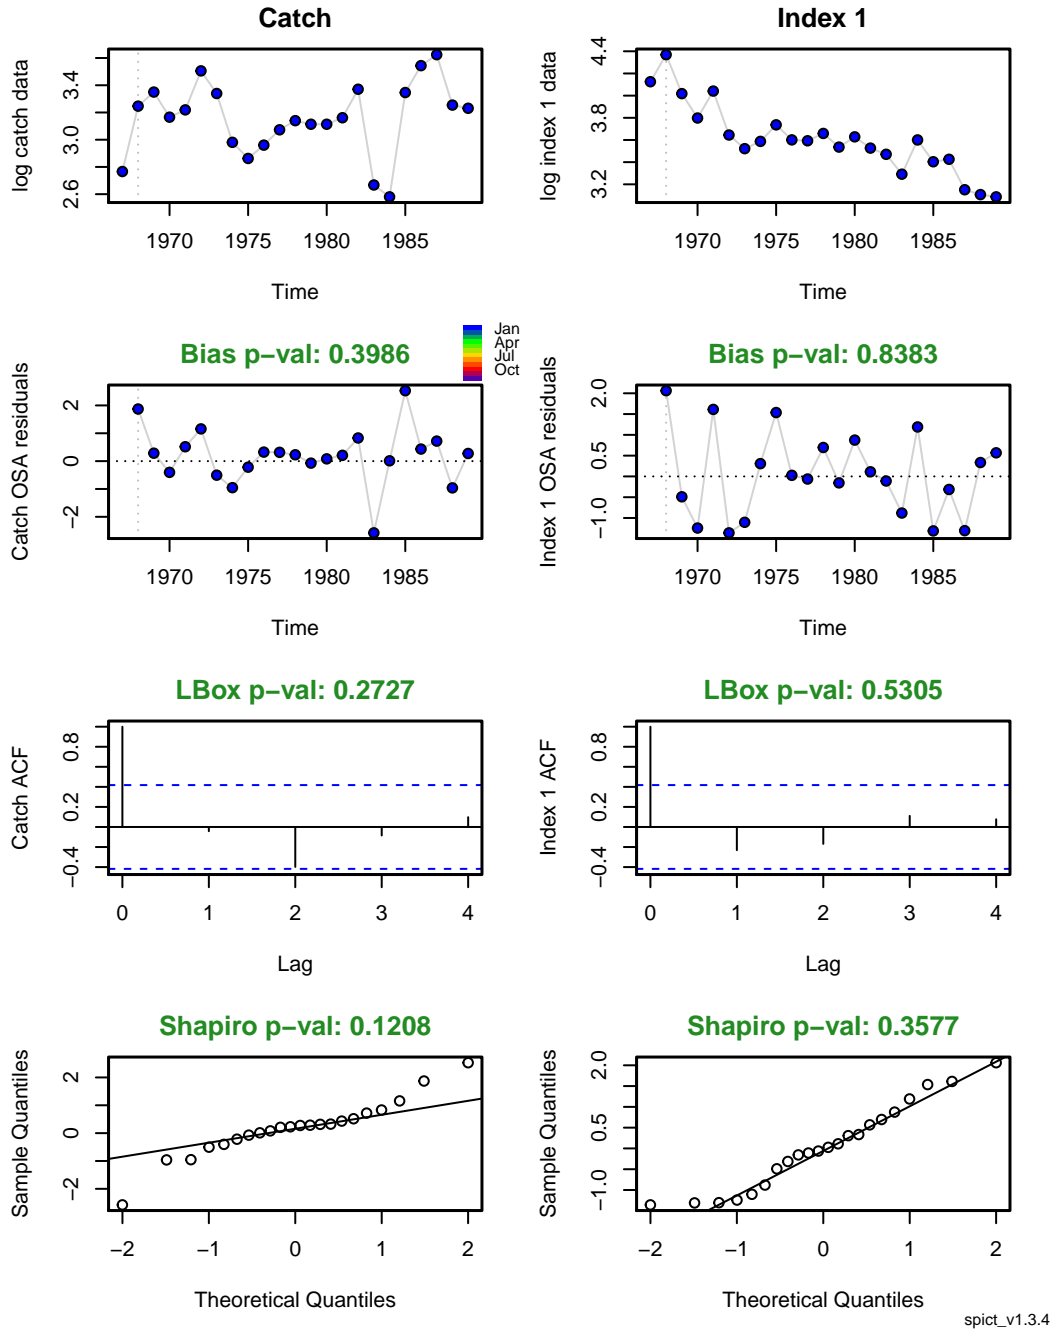 Catch
Index 1
log catch data
2.6 3.0 3.4
1970 1975 1980 1985
Time
log index 1 data
3.2 3.8 4.4
1970 1975 1980 1985
Time
Jan
Apr
Jul
Oct
Bias p−val: 0.3986
Catch OSA residuals
−2 0 2
1970 1975 1980 1985
Time
Bias p−val: 0.8383
Index 1 OSA residuals
−1.0 0.5 2.0
1970 1975 1980 1985
Time
LBox p−val: 0.2727
Catch ACF
−0.4 0.2 0.8
0 1 2 3 4
Lag
LBox p−val: 0.5305
Index 1 ACF
−0.4 0.2 0.8
0 1 2 3 4
Lag
Shapiro p−val: 0.1208
Sample Quantiles
−2 0 2
−2 −1 0 1 2
Theoretical Quantiles
Shapiro p−val: 0.3577
Sample Quantiles
−1.0 0.5 2.0
−2 −1 0 1 2
Theoretical Quantiles
spict_v1.3.4